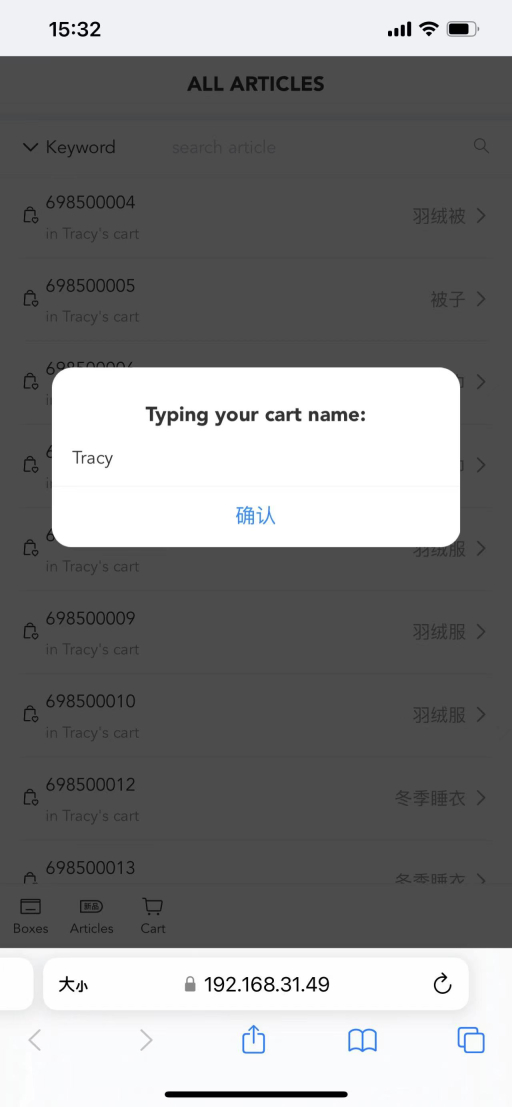 15:32
ALL ARTICLES
Keyword search article
698500004
羽绒被
in Tracy's cart
698500005
被子
in Tracy's cart
Typing your cart name:
Tracy
确认
羽绒服
in Tracy's cart
698500009
羽绒服
in Tracy's cart
698500010
羽绒服
in Tracy's cart
698500012
冬季睡衣
in Tracy's cart
698500013
冬季睡衣
新品
Boxes Articles Cart
大小 192.168.31.49